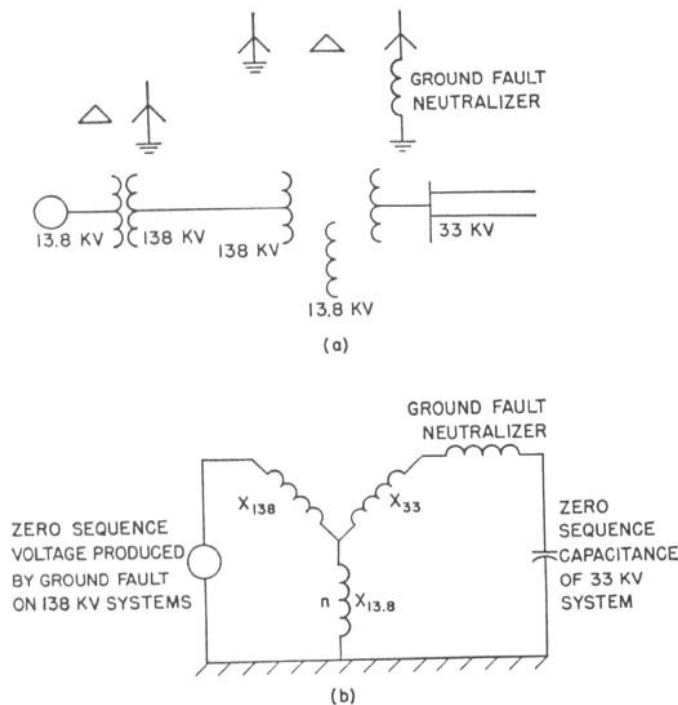 GROUND FAULT
NEUTRALIZER
13.8 KV
138 KV
138 KV
33 KV
13.8 KV
(a)
GROUND FAULT
NEUTRALIZER
X138
X33
ZERO SEQUENCE
VOLTAGE PRODUCED
BY GROUND FAULT
ON 138 KV SYSTEMS
ZERO
SEQUENCE
CAPACITANCE
OF 33 KV
SYSTEM
n X13.8
(b)